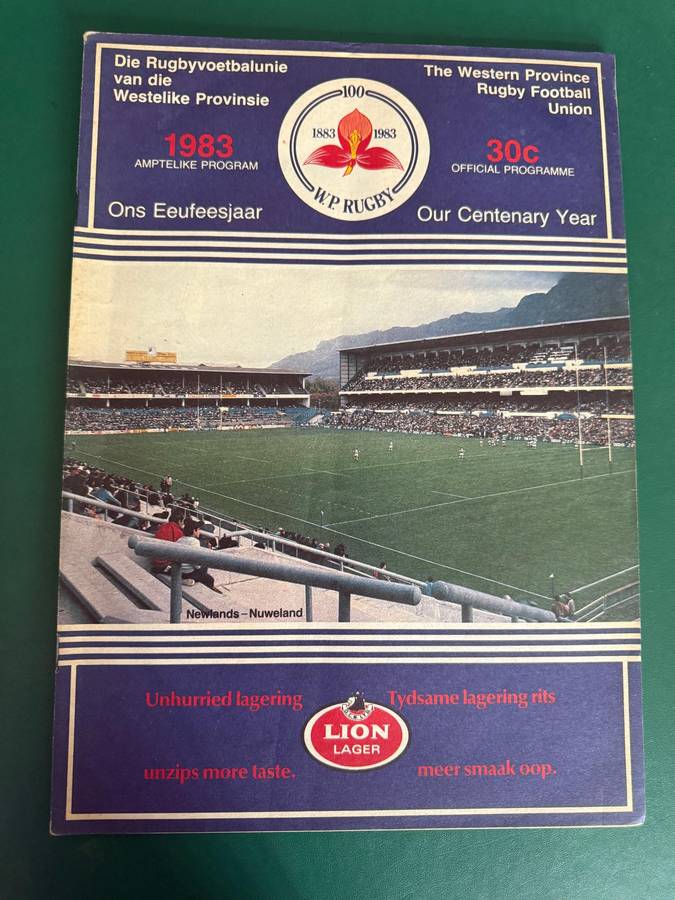 Die Rugbyvoetbalunie
van die
Westelike Provinsie
1983
AMPTELIKE PROGRAM
Ons Eeufeesjaar
100
1883 1983
W.P. RUGBY
The Western Province
Rugby Football
Union
30c
OFFICIAL PROGRAMME
Our Centenary Year
Newlands – Nuweland
Unhurried lagering
unzips more taste.
LION
LAGER
Tydsame lagering rits
meer smaak oop.